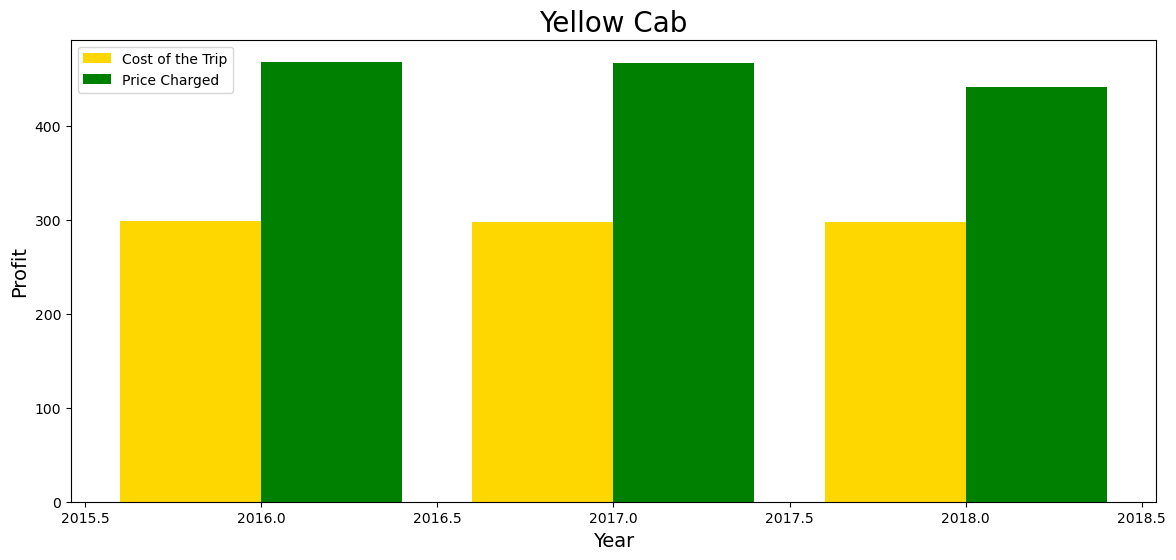 Yellow Cab
Cost of the Trip
Price Charged
400
300
200
100
0
Profit
2015.5 2016.0 2016.5 2017.0 2017.5 2018.0 2018.5
Year